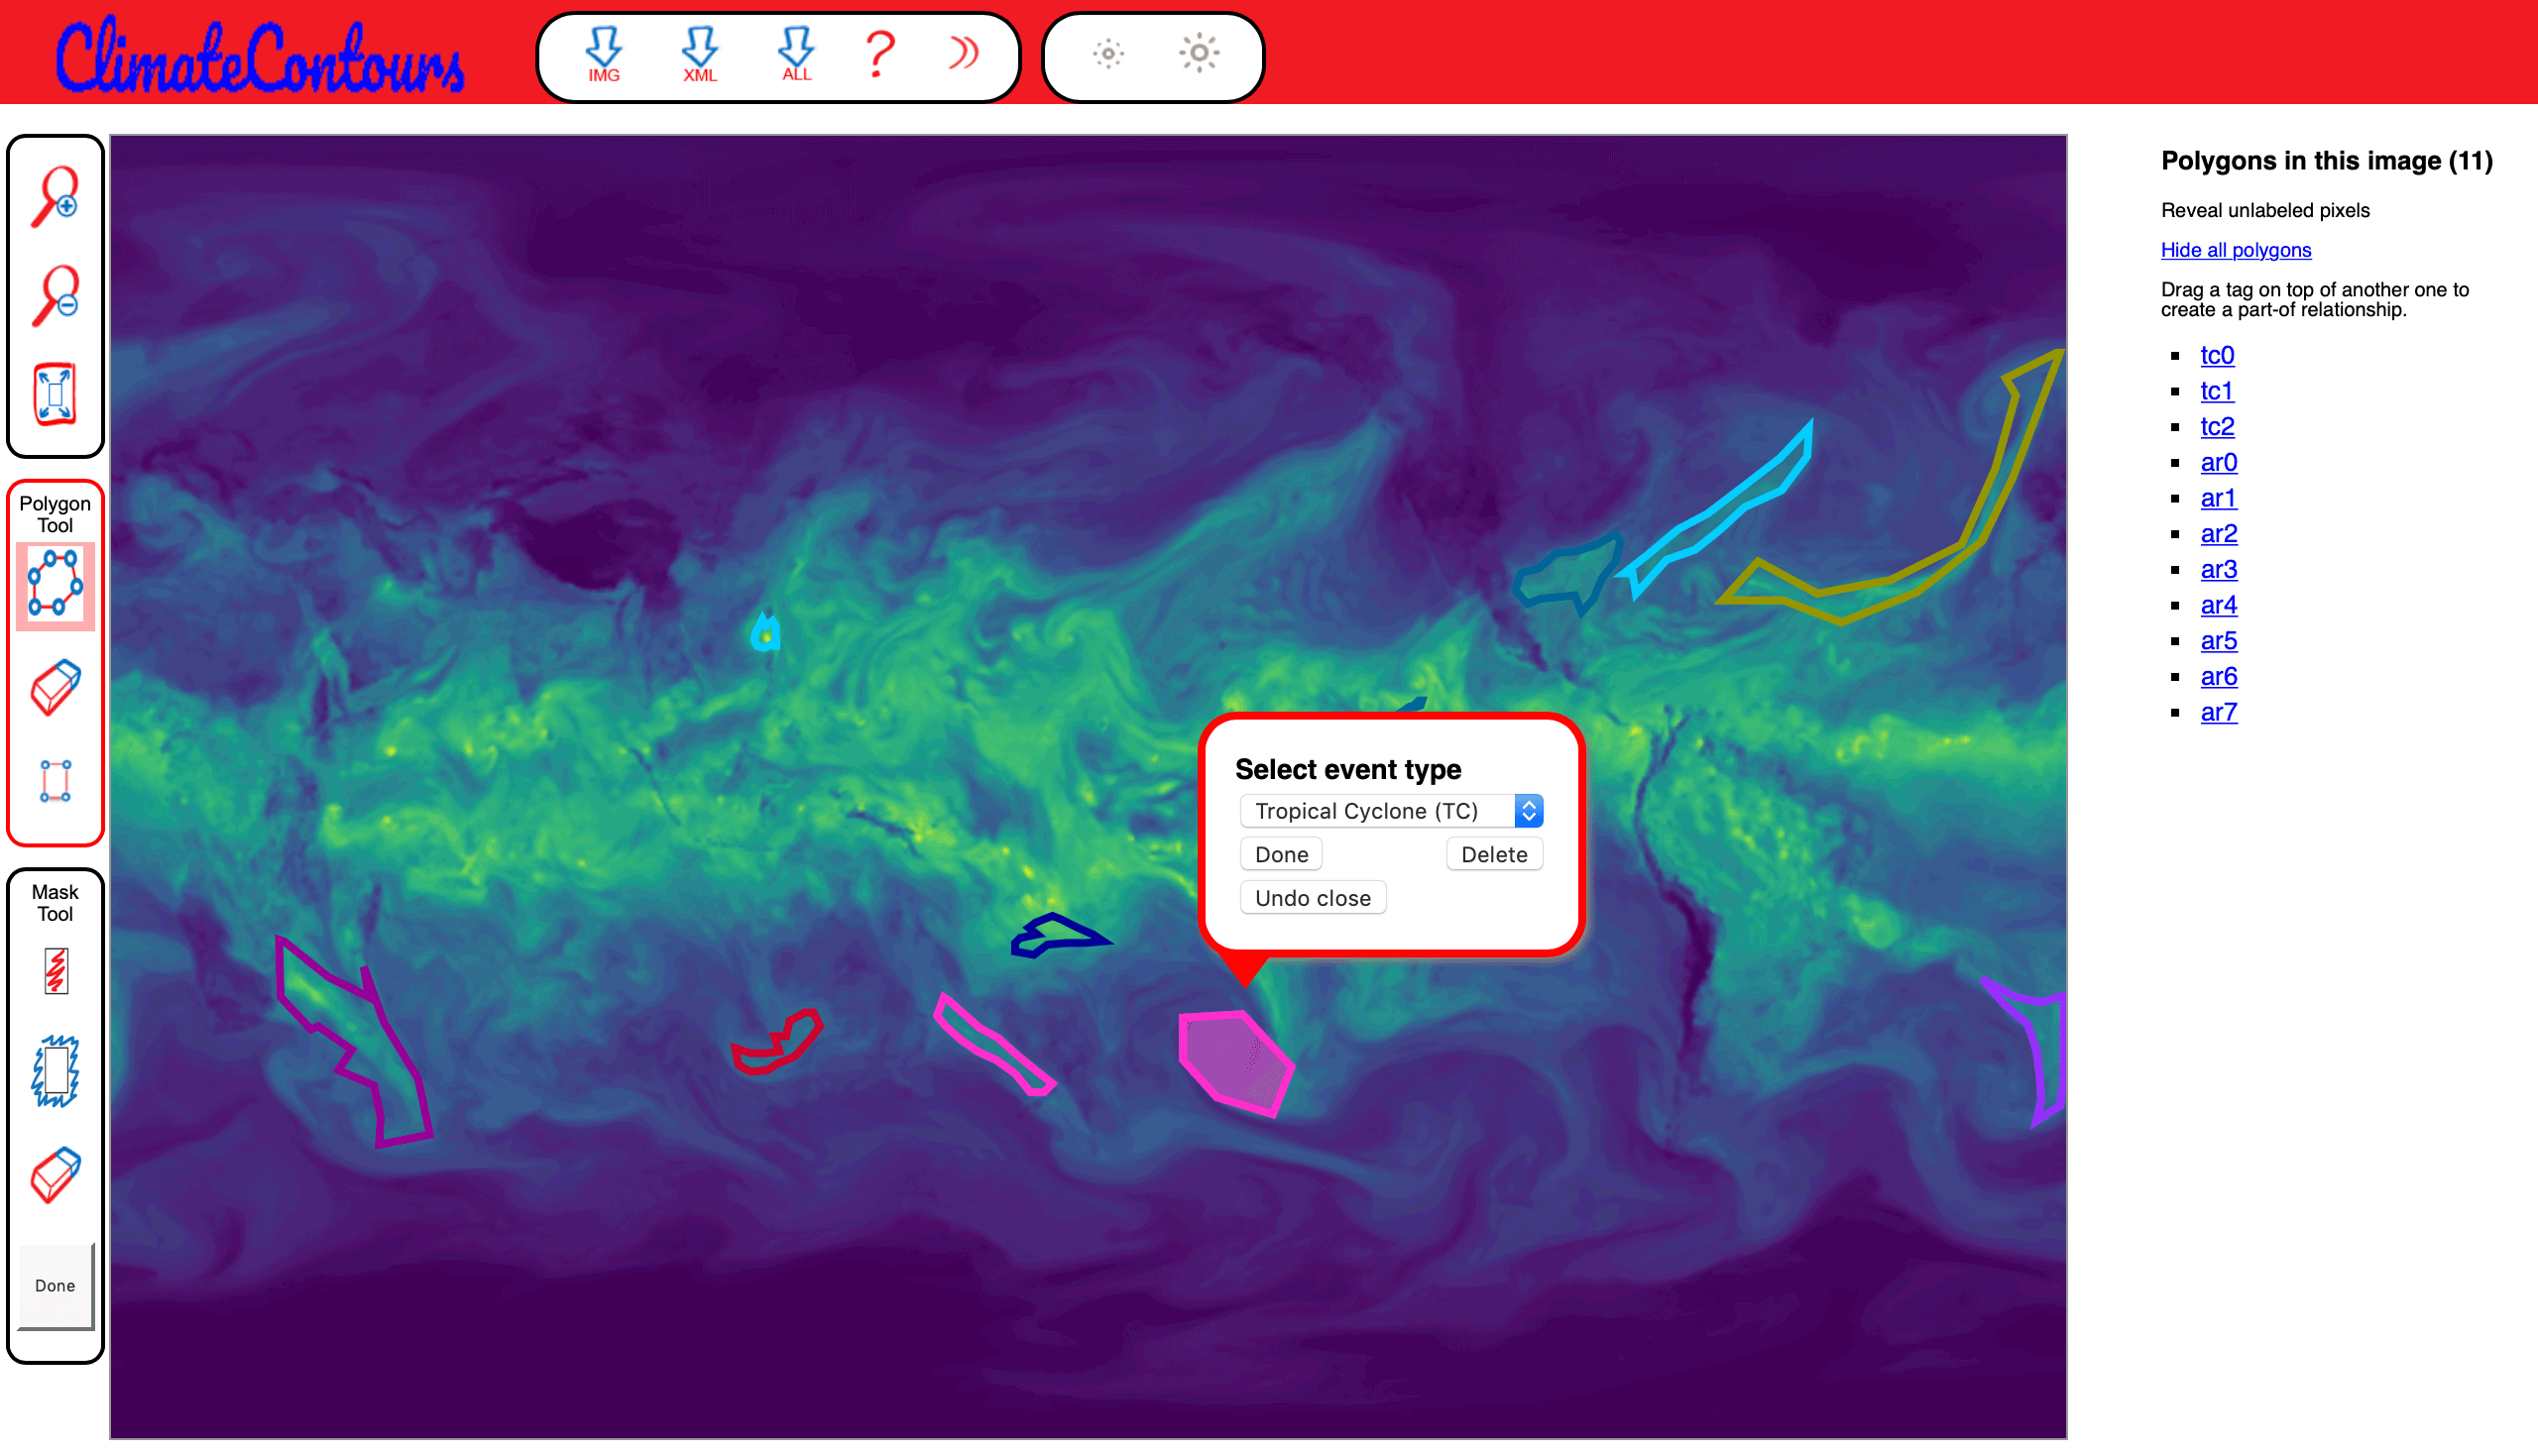 ClimateContours
IMG
XML
ALL
?
Polygon
Tool
Mask
Tool
Done
Select event type
Tropical Cyclone (TC)
Done
Delete
Undo close
Polygons in this image (11)
Reveal unlabeled pixels
Hide all polygons
Drag a tag on top of another one to
create a part-of relationship.
tc0
tc1
tc2
ar0
ar1
ar2
ar3
ar4
ar5
ar6
ar7